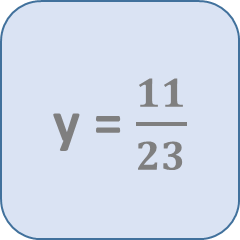 y = 11/23